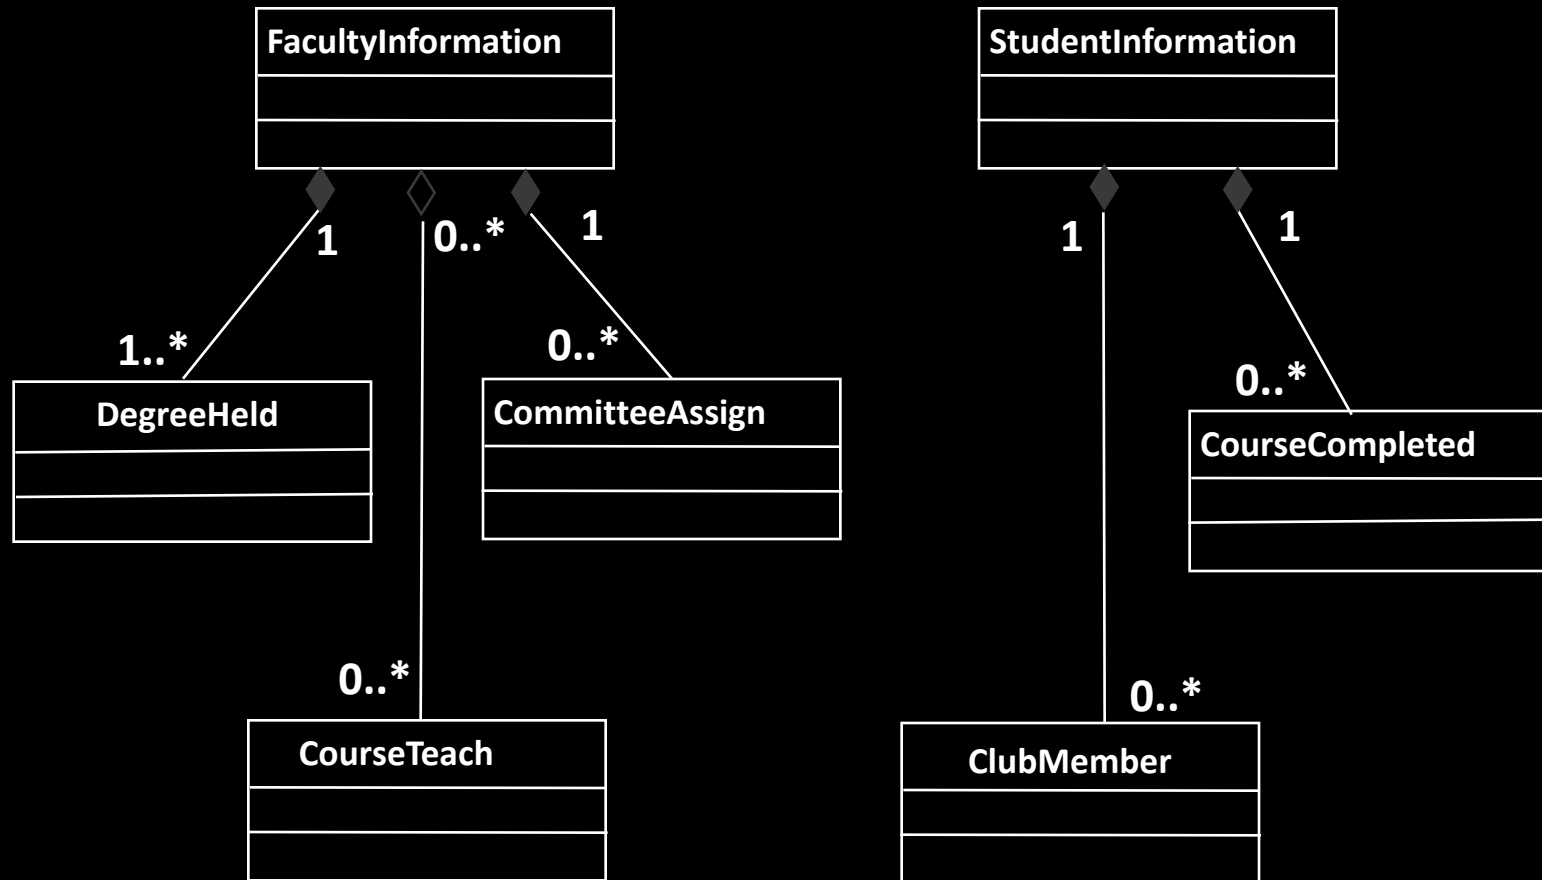 FacultyInformation
StudentInformation
1
0..*
1
1
1
1..*
0..*
0..*
DegreeHeld
CommitteeAssign
CourseCompleted
0..*
0..*
CourseTeach
ClubMember